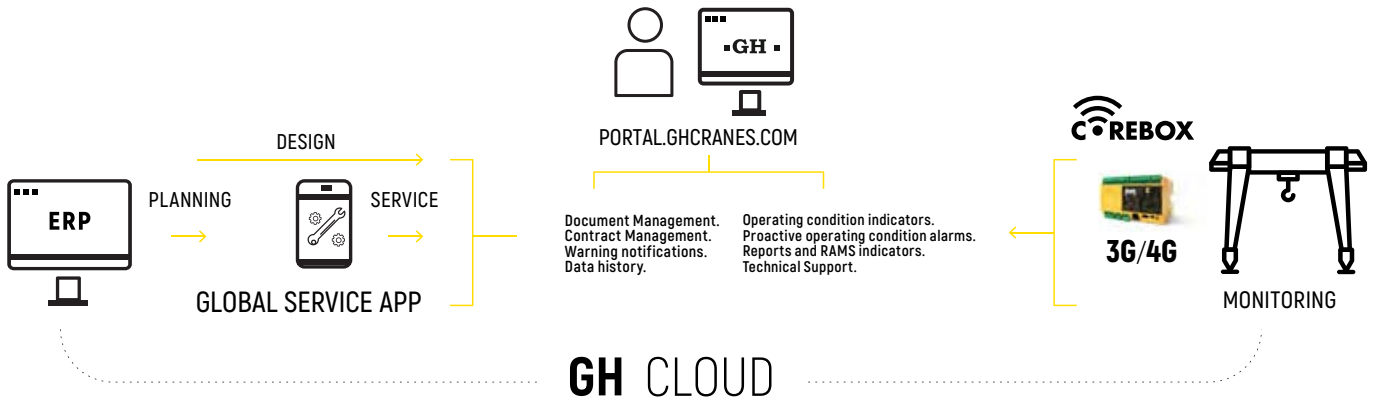 GH
PORTAL.GHCRANES.COM
DESIGN
ERP
PLANNING
SERVICE
GLOBAL SERVICE APP
Document Management.
Contract Management.
Warning notifications.
Data history.
Operating condition indicators.
Proactive operating condition alarms.
Reports and RAMS indicators.
Technical Support.
COREBOX
3G/4G
MONITORING
GH CLOUD